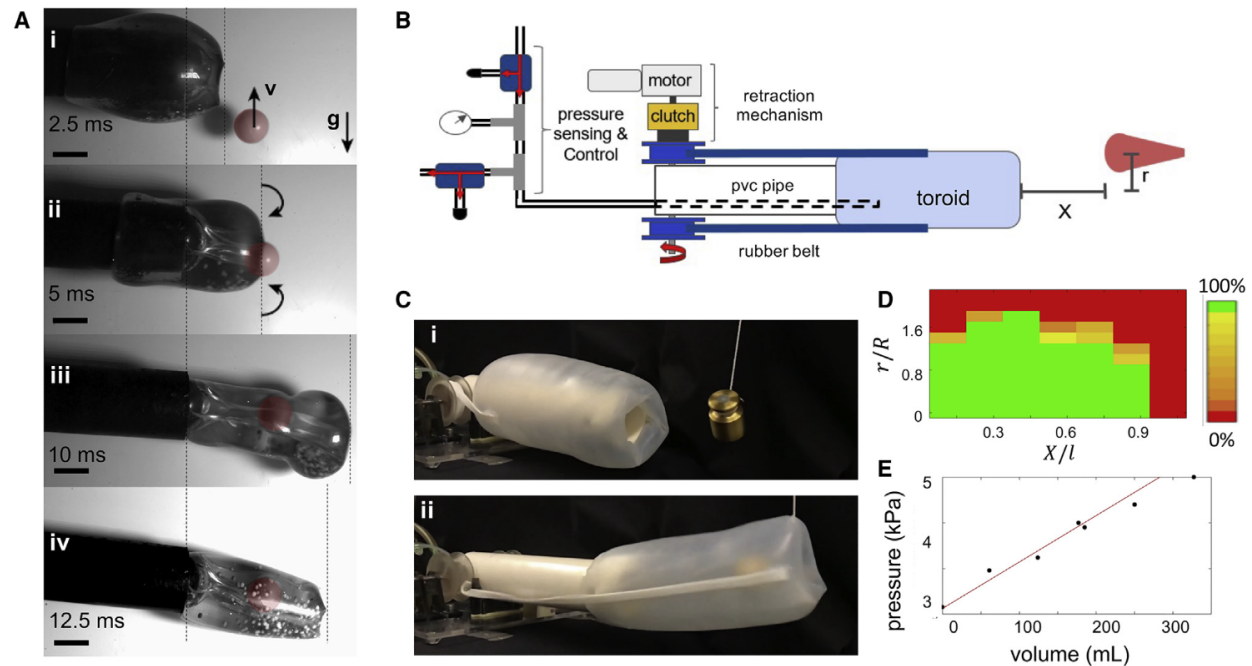 A
i
v
g
2.5 ms
ii
5 ms
iii
10 ms
iv
12.5 ms
B
pressure
sensing &
Control
motor
clutch
retraction
mechanism
pvc pipe
toroid
rubber belt
X
r
C
i
ii
D
100%
0%
r/R
1.6
0.8
0
0.3
0.6
0.9
X/l
E
pressure (kPa)
5
4
3
0
100
200
300
volume (mL)